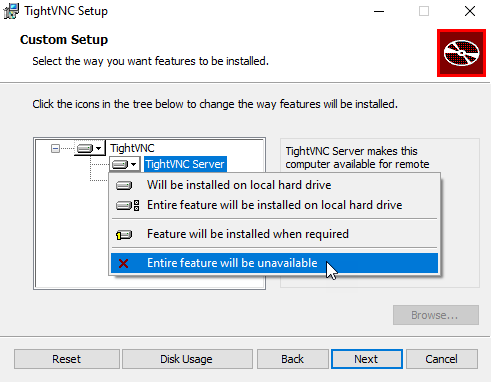 TightVNC Setup
Custom Setup
Select the way you want features to be installed.
Click the icons in the tree below to change the way features will be installed.
TightVNC
TightVNC Server
TightVNC Server makes this
computer available for remote
Will be installed on local hard drive
Entire feature will be installed on local hard drive
Feature will be installed when required
Entire feature will be unavailable
Browse...
Reset
Disk Usage
Back
Next
Cancel